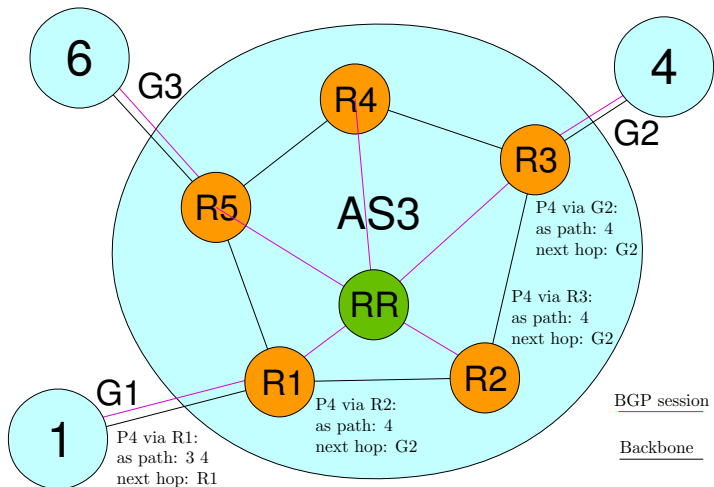 6
G3
R4
4
G2
R3
R5
AS3
P4 via G2:
as path: 4
next hop: G2
RR
P4 via R3:
as path: 4
next hop: G2
R1
R2
G1
P4 via R2:
as path: 4
next hop: G2
BGP session
1
P4 via R1:
as path: 3 4
next hop: R1
Backbone